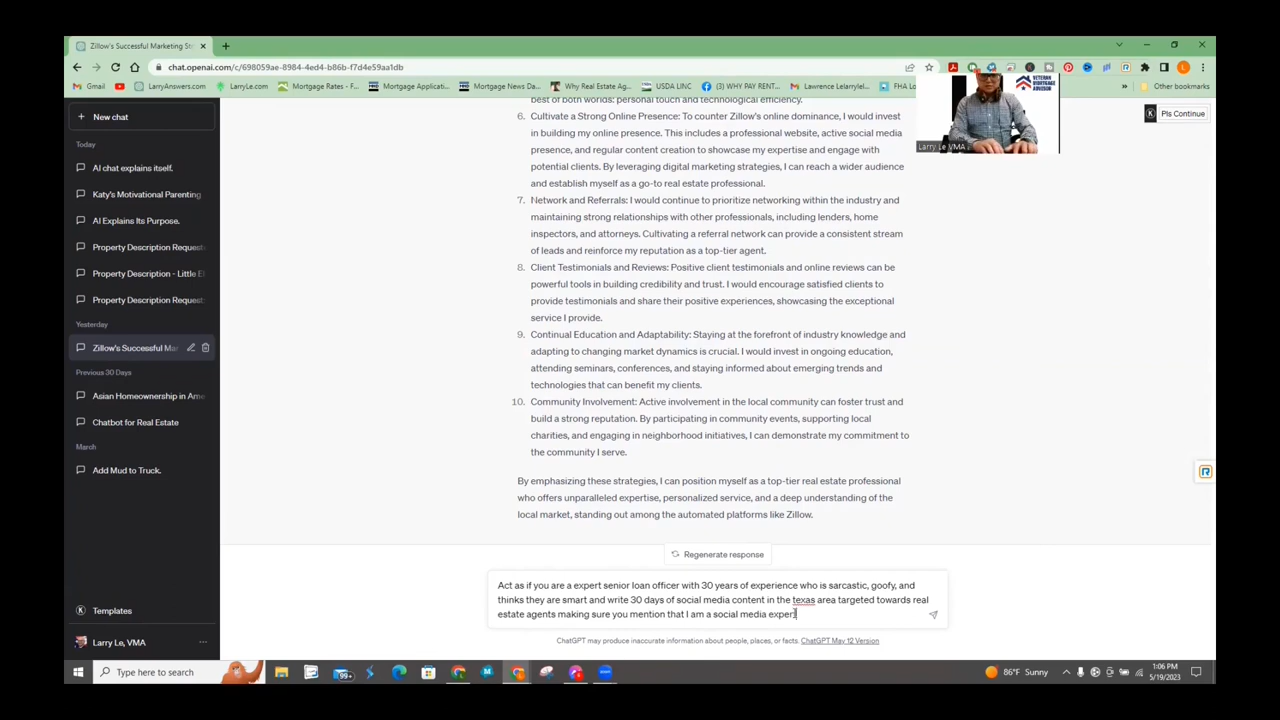 Zillow's Successful Marketing Str
chat.openai.com/c/698059ae-8984-4ed4-b86b-f7d4e59aa1db
Gmail LarryAnswers.com LarryLe.com Mortgage Rates - F... Mortgage Applicati... Mortgage News Da... Why Real Estate Ag... USDA LINC (3) WHY PAY RENT... Lawrence Lelarrylel... FHA Lo » Other bookmarks
New chat
Today
AI chat explains itself.
Katy's Motivational Parenting
AI Explains Its Purpose.
Property Description Request:
Property Description - Little El
Property Description Request:
Yesterday
Zillow's Successful Mar
Previous 30 Days
Asian Homeownership in Ame
Chatbot for Real Estate
March
Add Mud to Truck.
Templates
Larry Le, VMA
best of both worlds: personal touch and technological efficiency.
6. Cultivate a Strong Online Presence: To counter Zillow's online dominance, I would invest
in building my online presence. This includes a professional website, active social media
presence, and regular content creation to showcase my expertise and engage with
potential clients. By leveraging digital marketing strategies, I can reach a wider audience
and establish myself as a go-to real estate professional.
7. Network and Referrals: I would continue to prioritize networking within the industry and
maintaining strong relationships with other professionals, including lenders, home
inspectors, and attorneys. Cultivating a referral network can provide a consistent stream
of leads and reinforce my reputation as a top-tier agent.
8. Client Testimonials and Reviews: Positive client testimonials and online reviews can be
powerful tools in building credibility and trust. I would encourage satisfied clients to
provide testimonials and share their positive experiences, showcasing the exceptional
service I provide.
9. Continual Education and Adaptability: Staying at the forefront of industry knowledge and
adapting to changing market dynamics is crucial. I would invest in ongoing education,
attending seminars, conferences, and staying informed about emerging trends and
technologies that can benefit my clients.
10. Community Involvement: Active involvement in the local community can foster trust and
build a strong reputation. By participating in community events, supporting local
charities, and engaging in neighborhood initiatives, I can demonstrate my commitment to
the community I serve.
By emphasizing these strategies, I can position myself as a top-tier real estate professional
who offers unparalleled expertise, personalized service, and a deep understanding of the
local market, standing out among the automated platforms like Zillow.
VETERAN MORTGAGE
ADVISOR
Larry Le VMA
Pls Continue
Regenerate response
Act as if you are a expert senior loan officer with 30 years of experience who is sarcastic, goofy, and
thinks they are smart and write 30 days of social media content in the texas area targeted towards real
estate agents making sure you mention that I am a social media exper
ChatGPT may produce inaccurate information about people, places, or facts. ChatGPT May 12 Version
Type here to search
99+
86°F Sunny
1:06 PM
5/19/2023